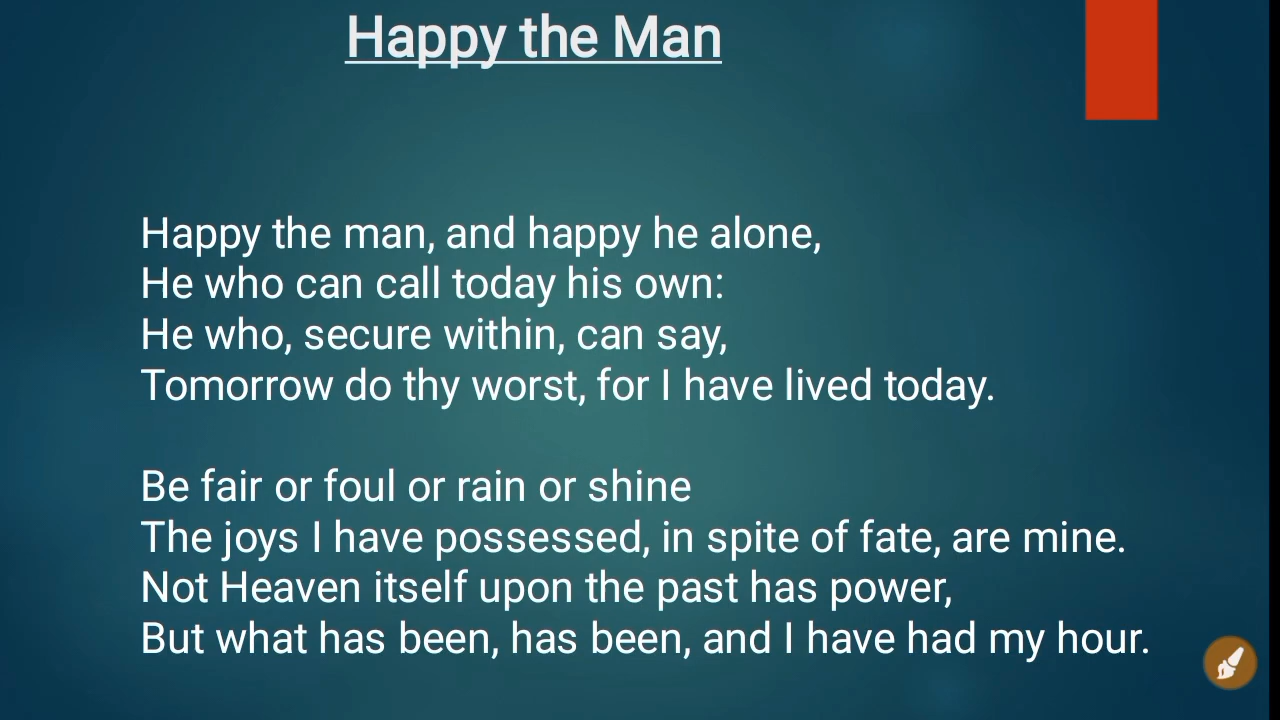 Happy the Man
Happy the man, and happy he alone,
He who can call today his own:
He who, secure within, can say,
Tomorrow do thy worst, for I have lived today.
Be fair or foul or rain or shine
The joys I have possessed, in spite of fate, are mine.
Not Heaven itself upon the past has power,
But what has been, has been, and I have had my hour.